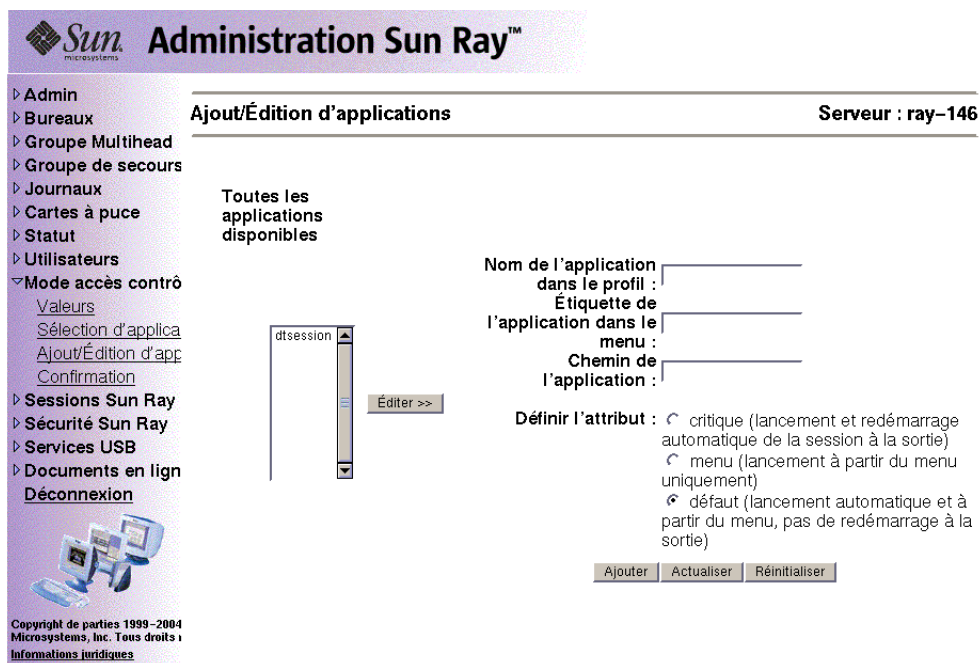 Sun
microsystems
Administration Sun Ray™
Admin
Bureaux
Groupe Multihead
Groupe de secours
Journaux
Cartes à puce
Statut
Utilisateurs
Mode accès contrô
Valeurs
Sélection d'applica
Ajout/Édition d'app
Confirmation
Sessions Sun Ray
Sécurité Sun Ray
Services USB
Documents en lign
Déconnexion
Copyright de parties 1999-2004
Microsystems, Inc. Tous droits
Informations juridiques
Ajout/Édition d'applications
Serveur : ray-146
Toutes les
applications
disponibles
dtsession
Éditer >>
Nom de l'application
dans le profil :
Étiquette de
l'application dans le
menu :
Chemin de
l'application :
Définir l'attribut :
critique (lancement et redémarrage
automatique de la session à la sortie)
menu (lancement à partir du menu
uniquement)
défaut (lancement automatique et à
partir du menu, pas de redémarrage à la
sortie)
Ajouter
Actualiser
Réinitialiser